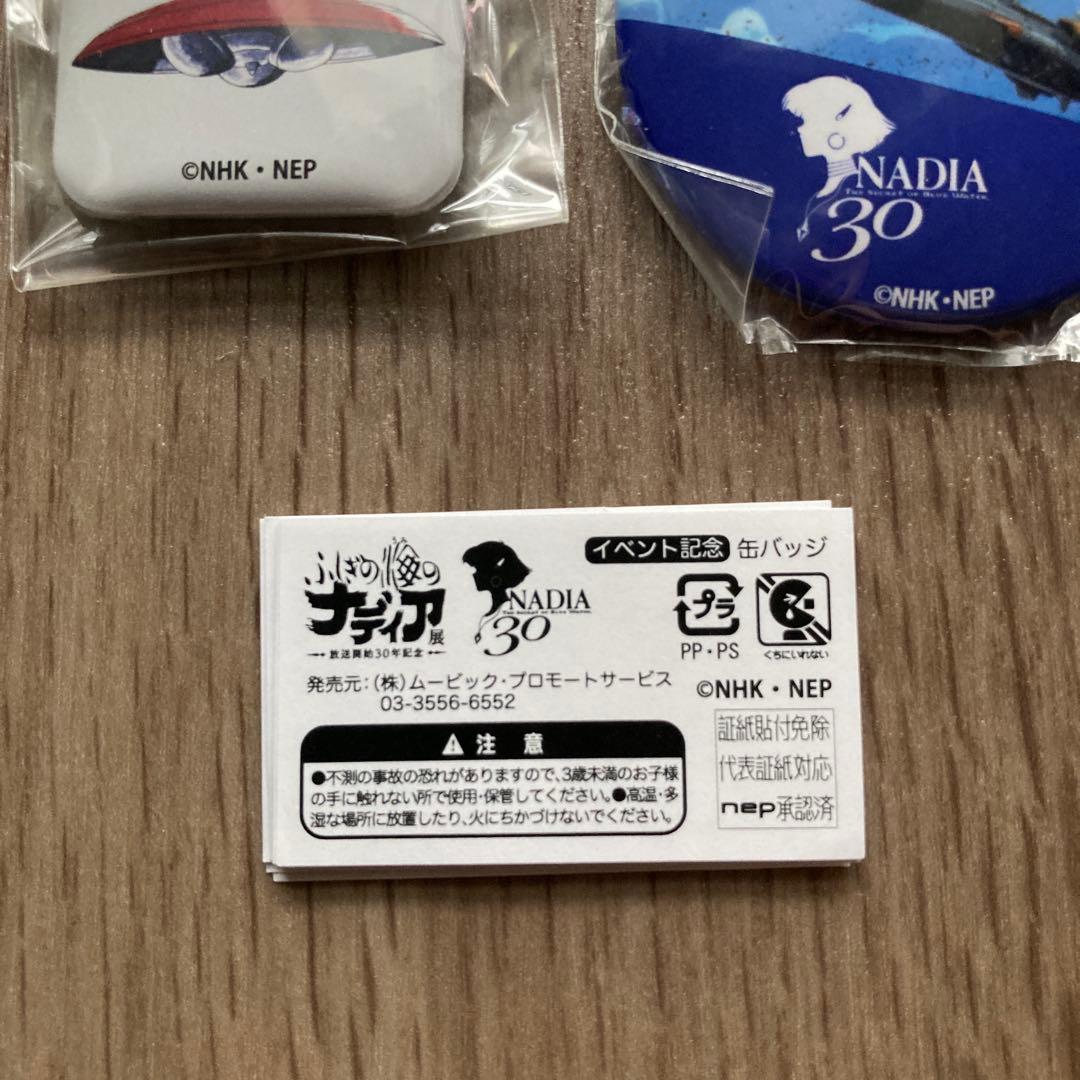 ©NHK・NEP
NADIA
THE SECRET OF BLUE WATER
30
©NHK・NEP
ふしぎの海の
うみ
ナディア展
放送開始30年記念
NADIA
THE SECRET OF BLUE WATER
30
イベント記念 缶バッジ
プラ
PP・PS
くちにいれない
発売元：（株）ムービック・プロモートサービス
03-3556-6552
©NHK・NEP
注 意
●不測の事故の恐れがありますので、3歳未満のお子様
の手に触れない所で使用・保管してください。●高温・多
湿な場所に放置したり、火にちかづけないでください。
証紙貼付免除
代表証紙対応
nep承認済